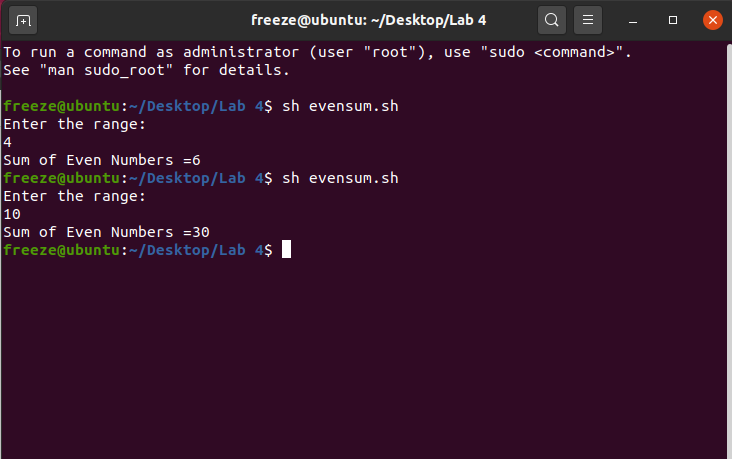 freeze@ubuntu: ~/Desktop/Lab 4
To run a command as administrator (user "root"), use "sudo <command>".
See "man sudo_root" for details.
freeze@ubuntu:~/Desktop/Lab 4$ sh evensum.sh
Enter the range:
4
Sum of Even Numbers =6
freeze@ubuntu:~/Desktop/Lab 4$ sh evensum.sh
Enter the range:
10
Sum of Even Numbers =30
freeze@ubuntu:~/Desktop/Lab 4$